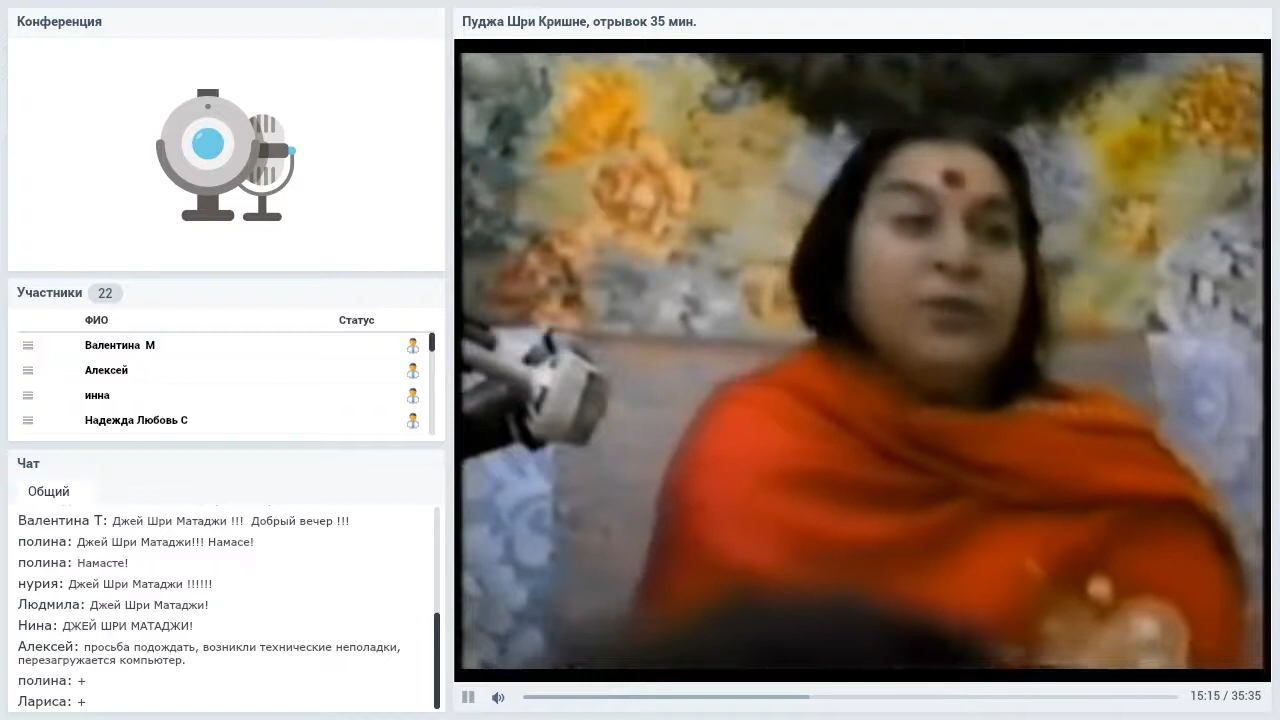 Конференция
Пуджа Шри Кришне, отрывок 35 мин.
Участники 22
ФИО Статус
Валентина М
Алексей
инна
Надежда Любовь С
Чат
Общий
Валентина Т: Джей Шри Матаджи !!! Добрый вечер !!!
полина: Джей Шри Матаджи!!! Намасе!
полина: Намасте!
нурия: Джей Шри Матаджи !!!!!!
Людмила: Джей Шри Матаджи!
Нина: ДЖЕЙ ШРИ МАТАДЖИ!
Алексей: просьба подождать, возникли технические неполадки,
перезагружается компьютер.
полина: +
Лариса: +
15:15 / 35:35